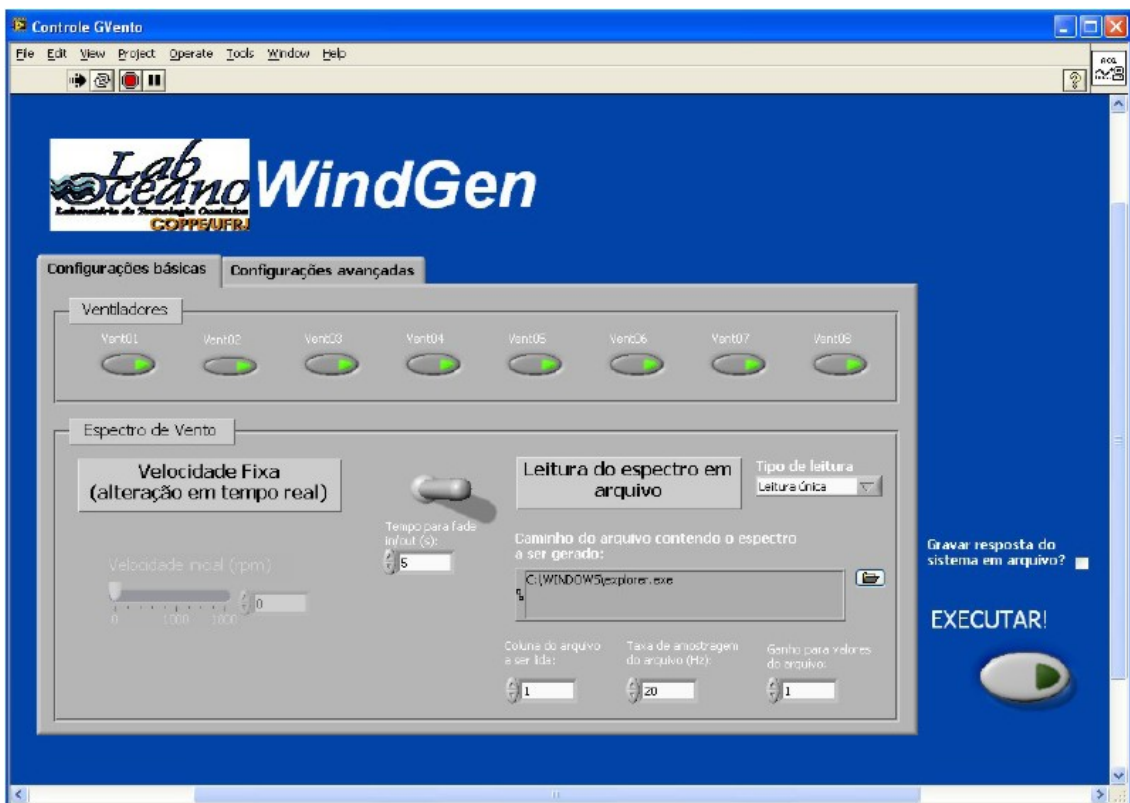 Controle GVento
File Edit View Project Operate Tools Window Help
ACQ
Lab
Oceano
Laboratório de Tecnologia Oceânica
COPPE/UFRJ
WindGen
Configurações básicas
Configurações avançadas
Ventiladores
Vent01 Vent02 Vent03 Vent04 Vent05 Vent06 Vent07 Vent08
Espectro de Vento
Velocidade Fixa
(alteração em tempo real)
Velocidade inicial (rpm)
0
0 1000 1800
Tempo para fade
in/out (s):
5
Leitura do espectro em
arquivo
Tipo de leitura
Leitura única
Caminho do arquivo contendo o espectro
a ser gerado:
C:\WINDOWS\explorer.exe
Coluna do arquivo
a ser lida:
1
Taxa de amostragem
do arquivo (Hz):
20
Ganho para valores
do arquivo:
1
Gravar resposta do
sistema em arquivo?
EXECUTAR!